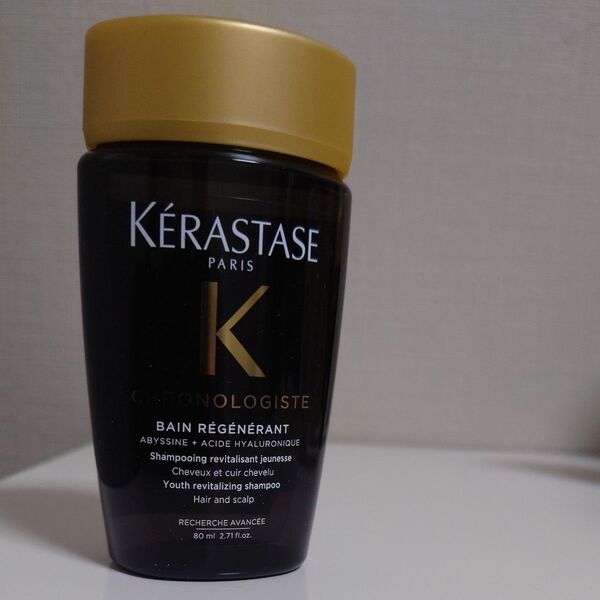 KÉRASTASE
PARIS
K
CHRONOLOGISTE
BAIN RÉGÉNÉRANT
ABYSSINE + ACIDE HYALURONIQUE
Shampooing revitalisant jeunesse
Cheveux et cuir chevelu
Youth revitalizing shampoo
Hair and scalp
RECHERCHE AVANCÉE
80 ml 2.71 fl.oz.